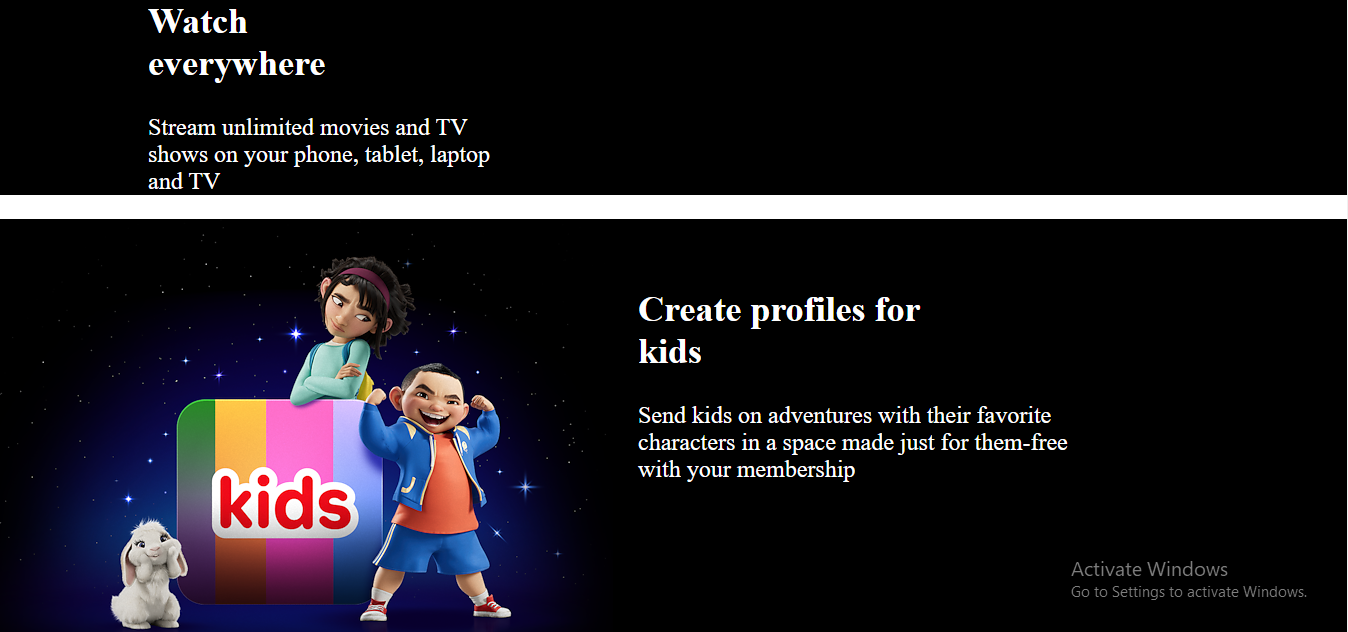 Watch
everywhere
Stream unlimited movies and TV
shows on your phone, tablet, laptop
and TV
Create profiles for
kids
Send kids on adventures with their favorite
characters in a space made just for them-free
with your membership
kids
Activate Windows
Go to Settings to activate Windows.